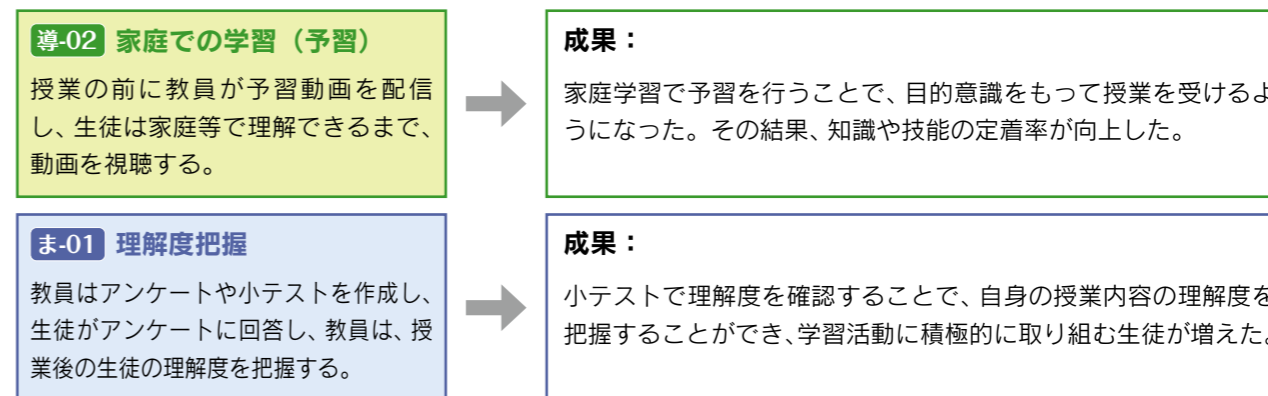 導-02 家庭での学習（予習）
授業の前に教員が予習動画を配信
し、生徒は家庭等で理解できるまで、
動画を視聴する。
成果：
家庭学習で予習を行うことで、目的意識をもって授業を受けるよ
うになった。その結果、知識や技能の定着率が向上した。
ま-01 理解度把握
教員はアンケートや小テストを作成し、
生徒がアンケートに回答し、教員は、授
業後の生徒の理解度を把握する。
成果：
小テストで理解度を確認することで、自身の授業内容の理解度を
把握することができ、学習活動に積極的に取り組む生徒が増えた。